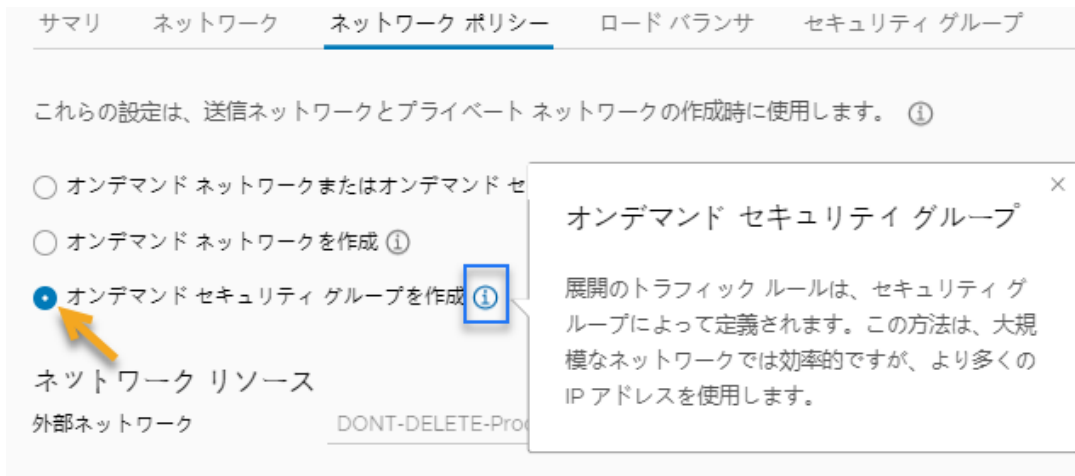 サマリ ネットワーク ネットワーク ポリシー ロード バランサ セキュリティ グループ
これらの設定は、送信ネットワークとプライベート ネットワークの作成時に使用します。
オンデマンド ネットワークまたはオンデマンド セ
オンデマンド ネットワークを作成
オンデマンド セキュリティ グループを作成
オンデマンド セキュリテイ グループ
展開のトラフィック ルールは、セキュリティ グ
ループによって定義されます。この方法は、大規
模なネットワークでは効率的ですが、より多くの
IP アドレスを使用します。
ネットワーク リソース
外部ネットワーク DONT-DELETE-Pro